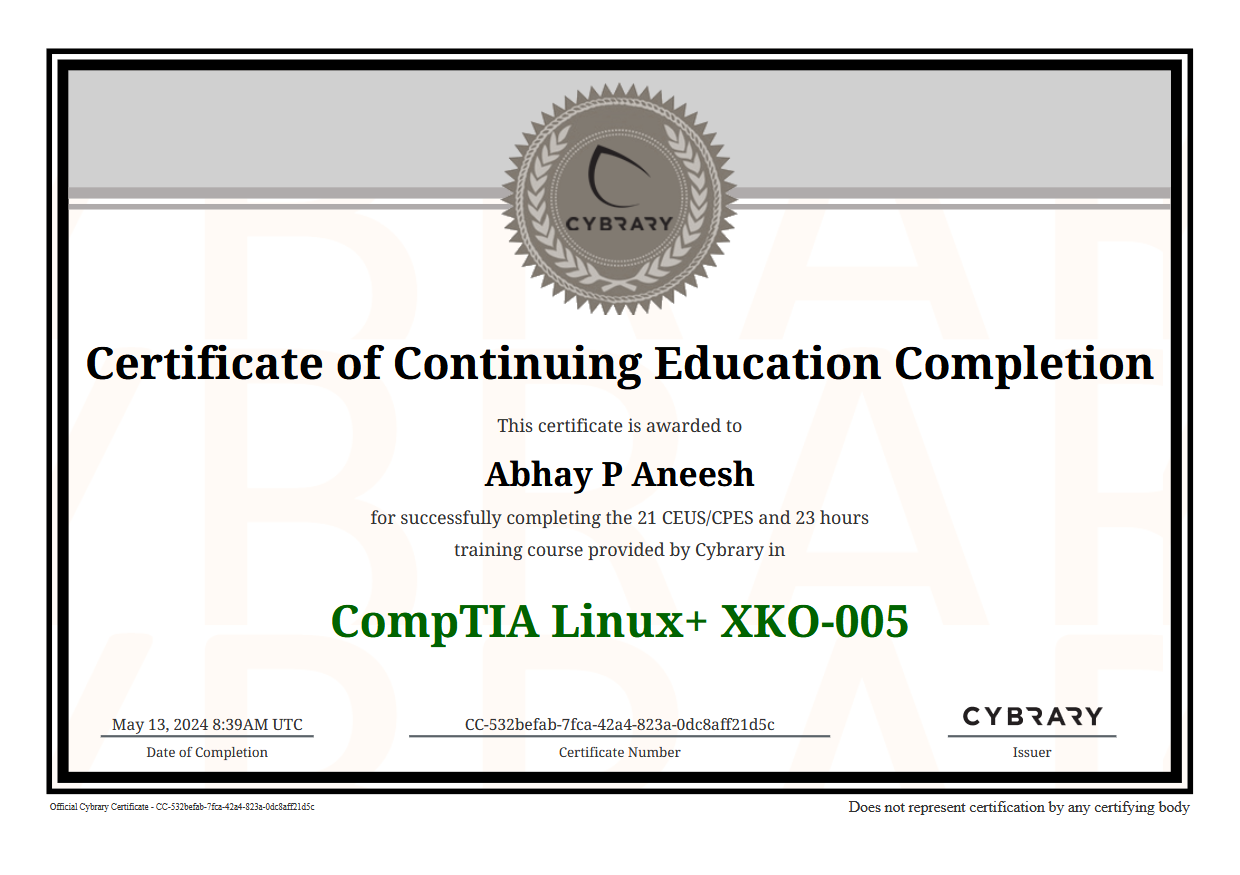 CYBRARY
Certificate of Continuing Education Completion
This certificate is awarded to
Abhay P Aneesh
for successfully completing the 21 CEUS/CPES and 23 hours
training course provided by Cybrary in
CompTIA Linux+ XKO-005
May 13, 2024 8:39AM UTC
Date of Completion
CC-532befab-7fca-42a4-823a-0dc8aff21d5c
Certificate Number
CYBRARY
Issuer
Official Cybrary Certificate - CC-532befab-7fca-42a4-823a-0dc8aff21d5c
Does not represent certification by any certifying body